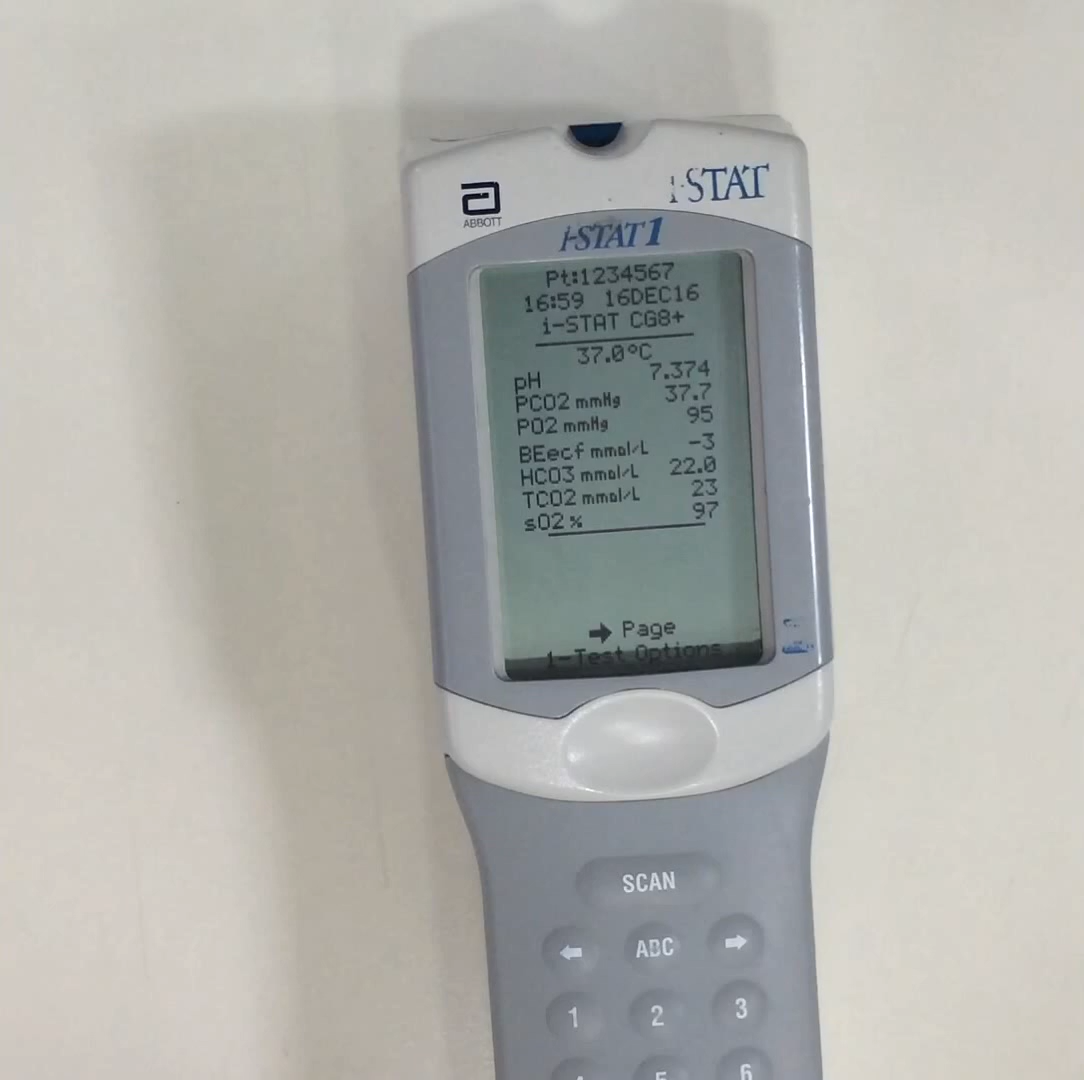 ABBOTT
i-STAT
i-STAT 1
Pt:1234567
16:59 16DEC16
i-STAT CG8+
37.0°C
pH 7.374
PCO2 mmHg 37.7
PO2 mmHg 95
BEecf mmol/L -3
HCO3 mmol/L 22.0
TCO2 mmol/L 23
sO2 % 97
→ Page
1-Test Options
SCAN
← ABC →
1 2 3
5 6